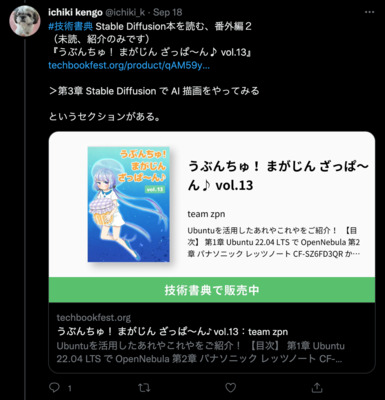 ichiki kengo @ichiki_k · Sep 18
#技術書典 Stable Diffusion本を読む、番外編２
（未読、紹介のみです）
『うぶんちゅ！ まがじん ざっぱ〜ん♪ vol.13』
techbookfest.org/product/qAM59y...
＞第3章 Stable Diffusion で AI 描画をやってみる
というセクションがある。
うぶんちゅ！
まがじん
ざっぱ〜ん♪
vol.13
うぶんちゅ！ まがじん ざっぱ〜
ん♪ vol.13
team zpn
Ubuntuを活用したあれやこれやをご紹介！ 【目
次】 第1章 Ubuntu 22.04 LTS で OpenNebula 第2
章 パナソニック レッツノート CF-SZ6FD3QR か…
技術書典で販売中
techbookfest.org
うぶんちゅ！ まがじん ざっぱ〜ん♪ vol.13：team zpn
Ubuntuを活用したあれやこれやをご紹介！ 【目次】 第1章 Ubuntu
22.04 LTS で OpenNebula 第2章 パナソニック レッツノート CF-...
1